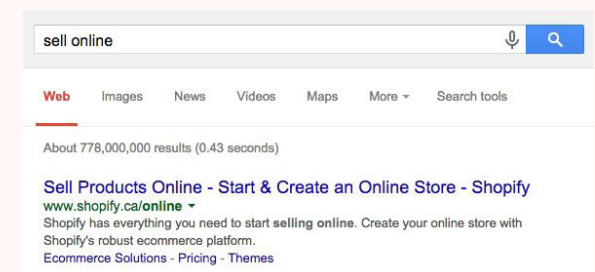 sell online
Web Images News Videos Maps More Search tools
About 778,000,000 results (0.43 seconds)
Sell Products Online - Start & Create an Online Store - Shopify
www.shopify.ca/online
Shopify has everything you need to start selling online. Create your online store with
Shopify's robust ecommerce platform.
Ecommerce Solutions - Pricing - Themes